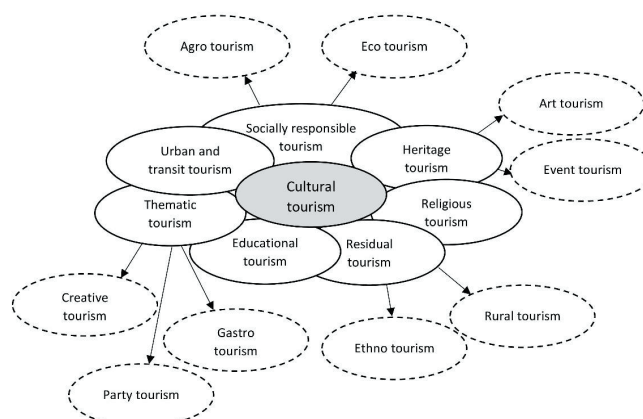 Agro tourism
Eco tourism
Art tourism
Socially responsible
tourism
Urban and
transit tourism
Heritage
tourism
Event tourism
Cultural
tourism
Thematic
tourism
Religious
tourism
Educational
tourism
Residual
tourism
Creative
tourism
Gastro
tourism
Rural tourism
Ethno tourism
Party tourism